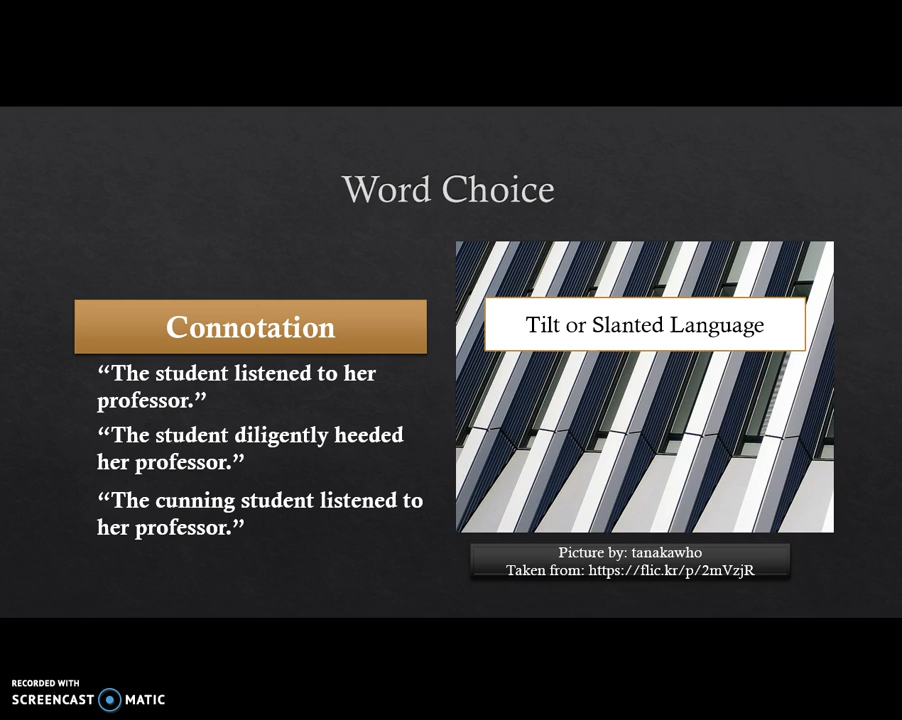 Word Choice
Connotation
“The student listened to her
professor.”
“The student diligently heeded
her professor.”
“The cunning student listened to
her professor.”
Tilt or Slanted Language
Picture by: tanakawho
Taken from: https://flic.kr/p/2mVzjR
RECORDED WITH
SCREENCAST MATIC